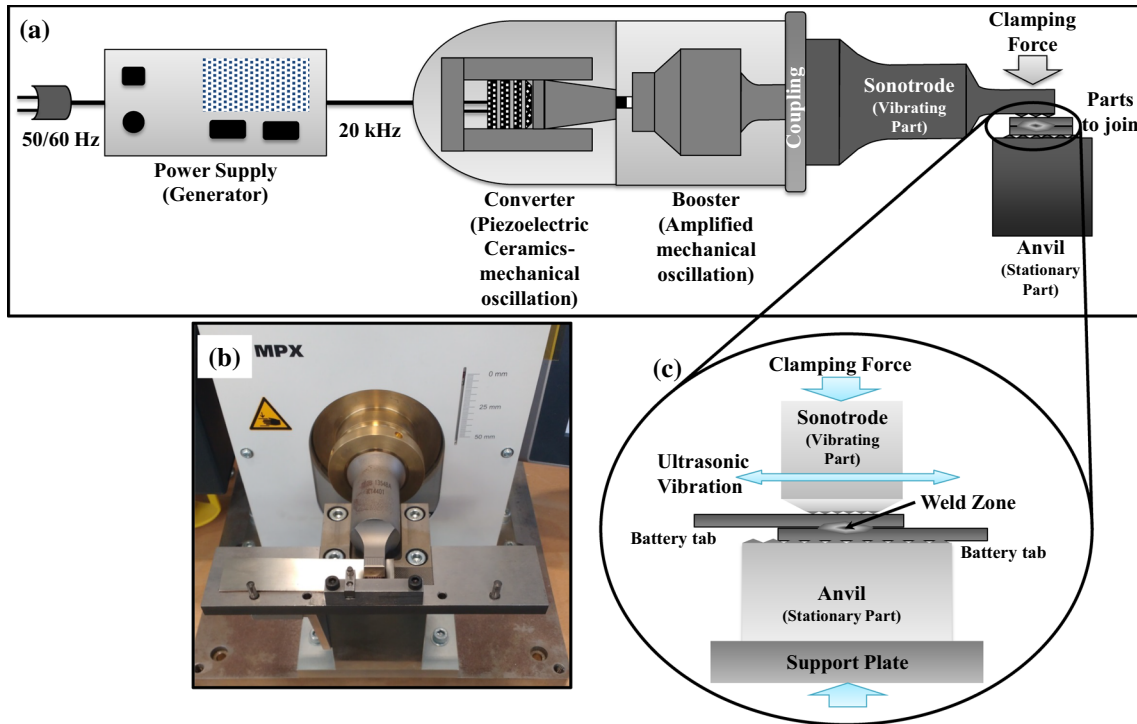 (a)
50/60 Hz
Power Supply
(Generator)
20 kHz
Converter
(Piezoelectric
Ceramics-
mechanical
oscillation)
Booster
(Amplified
mechanical
oscillation)
Coupling
Sonotrode
(Vibrating
Part)
Clamping
Force
Parts
to join
Anvil
(Stationary
Part)
(b)
MPX
0 mm
25 mm
50 mm
(c)
Clamping Force
Sonotrode
(Vibrating
Part)
Ultrasonic
Vibration
Weld Zone
Battery tab
Battery tab
Anvil
(Stationary Part)
Support Plate